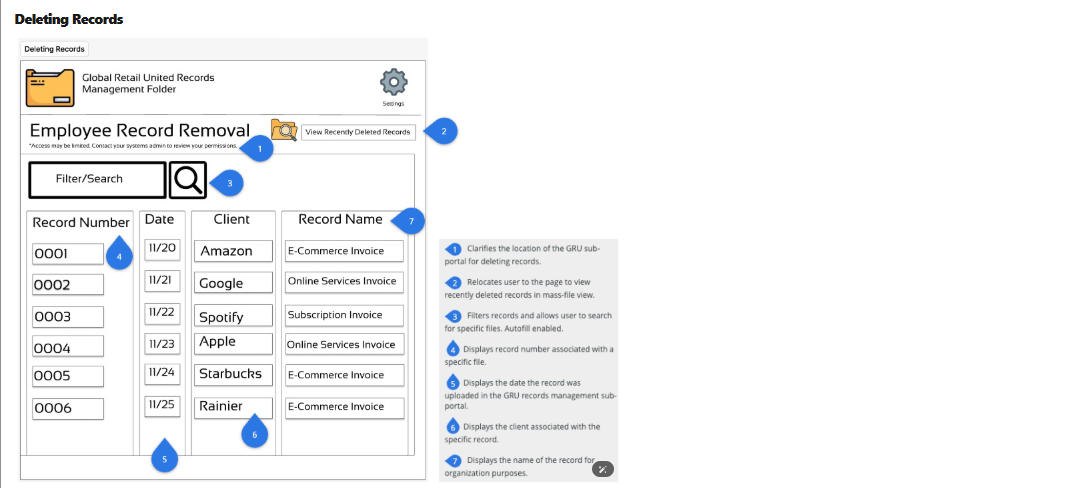 Deleting Records
Deleting Records
Global Retail United Records
Management Folder
Settings
Employee Record Removal
*Access may be limited. Contact your systems admin to review your permissions.
View Recently Deleted Records
2
1
Filter/Search
3
Record Number
Date
Client
Record Name
7
4
0001
11/20
Amazon
E-Commerce Invoice
0002
11/21
Google
Online Services Invoice
0003
11/22
Spotify
Subscription Invoice
0004
11/23
Apple
Online Services Invoice
0005
11/24
Starbucks
E-Commerce Invoice
0006
11/25
Rainier
E-Commerce Invoice
6
5
1 Clarifies the location of the GRU sub-
portal for deleting records.
2 Relocates user to the page to view
recently deleted records in mass-file view.
3 Filters records and allows user to search
for specific files. Autofill enabled.
4 Displays record number associated with a
specific file.
5 Displays the date the record was
uploaded in the GRU records management sub-
portal.
6 Displays the client associated with the
specific record.
7 Displays the name of the record for
organization purposes.